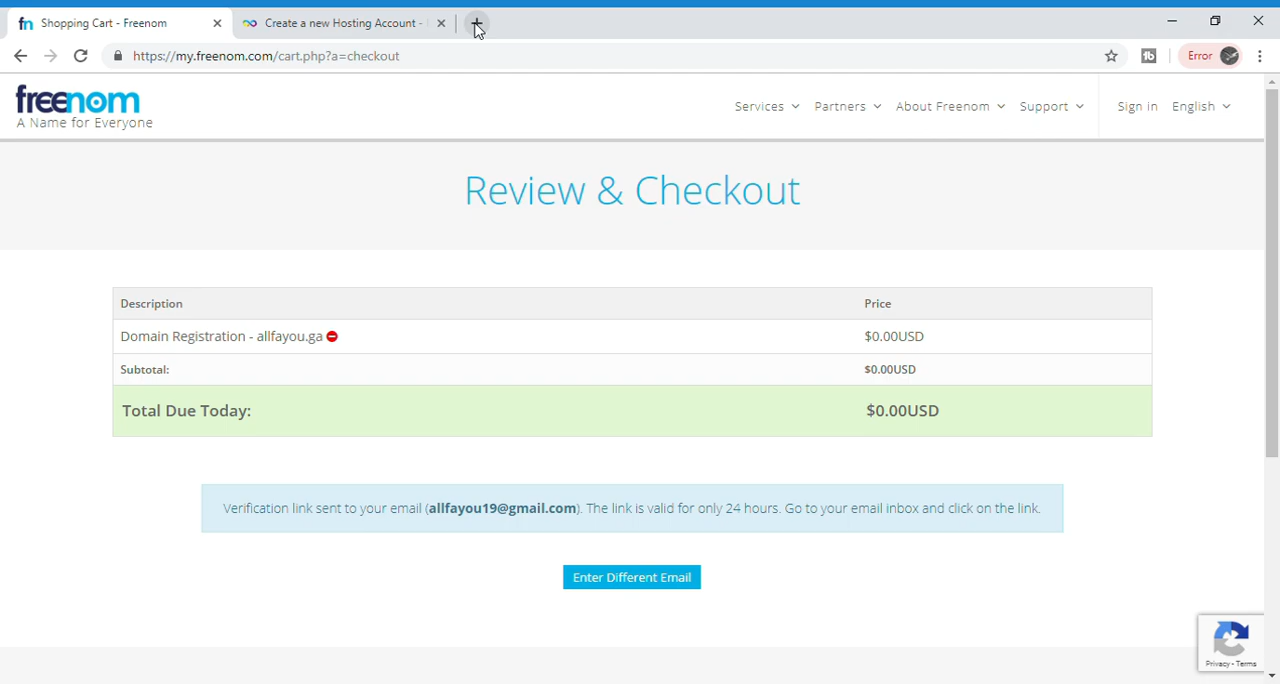 Shopping Cart - Freenom
Create a new Hosting Account -
https://my.freenom.com/cart.php?a=checkout
Error
freenom
A Name for Everyone
Services Partners About Freenom Support Sign in English
Review & Checkout
Description Price
Domain Registration - allfayou.ga $0.00USD
Subtotal: $0.00USD
Total Due Today: $0.00USD
Verification link sent to your email (allfayou19@gmail.com). The link is valid for only 24 hours. Go to your email inbox and click on the link.
Enter Different Email
Privacy - Terms